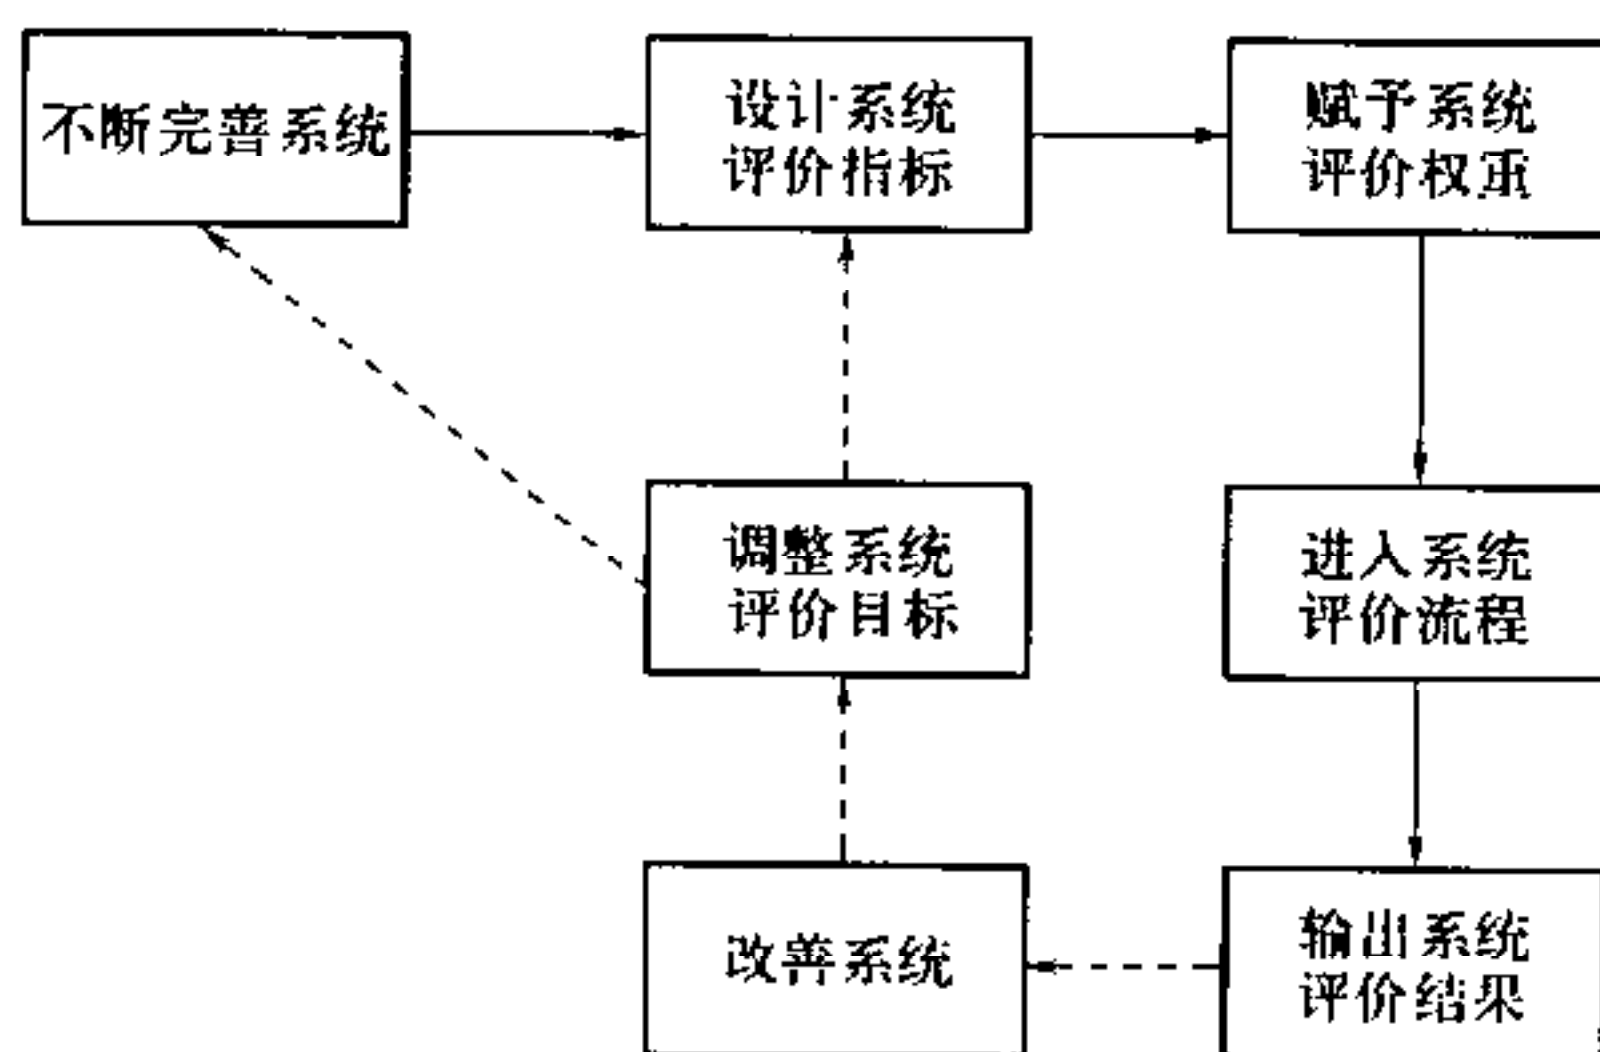 不断完善系统
设计系统
评价指标
赋予系统
评价权重
调整系统
评价目标
进入系统
评价流程
改善系统
输出系统
评价结果